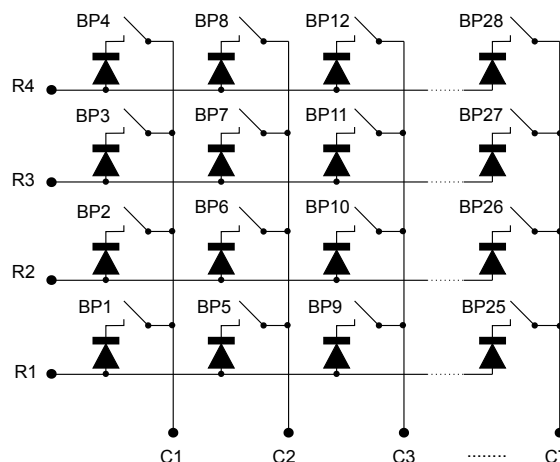 BP4 BP8 BP12 BP28
R4
BP3 BP7 BP11 BP27
R3
BP2 BP6 BP10 BP26
R2
BP1 BP5 BP9 BP25
R1
C1 C2 C3 ........